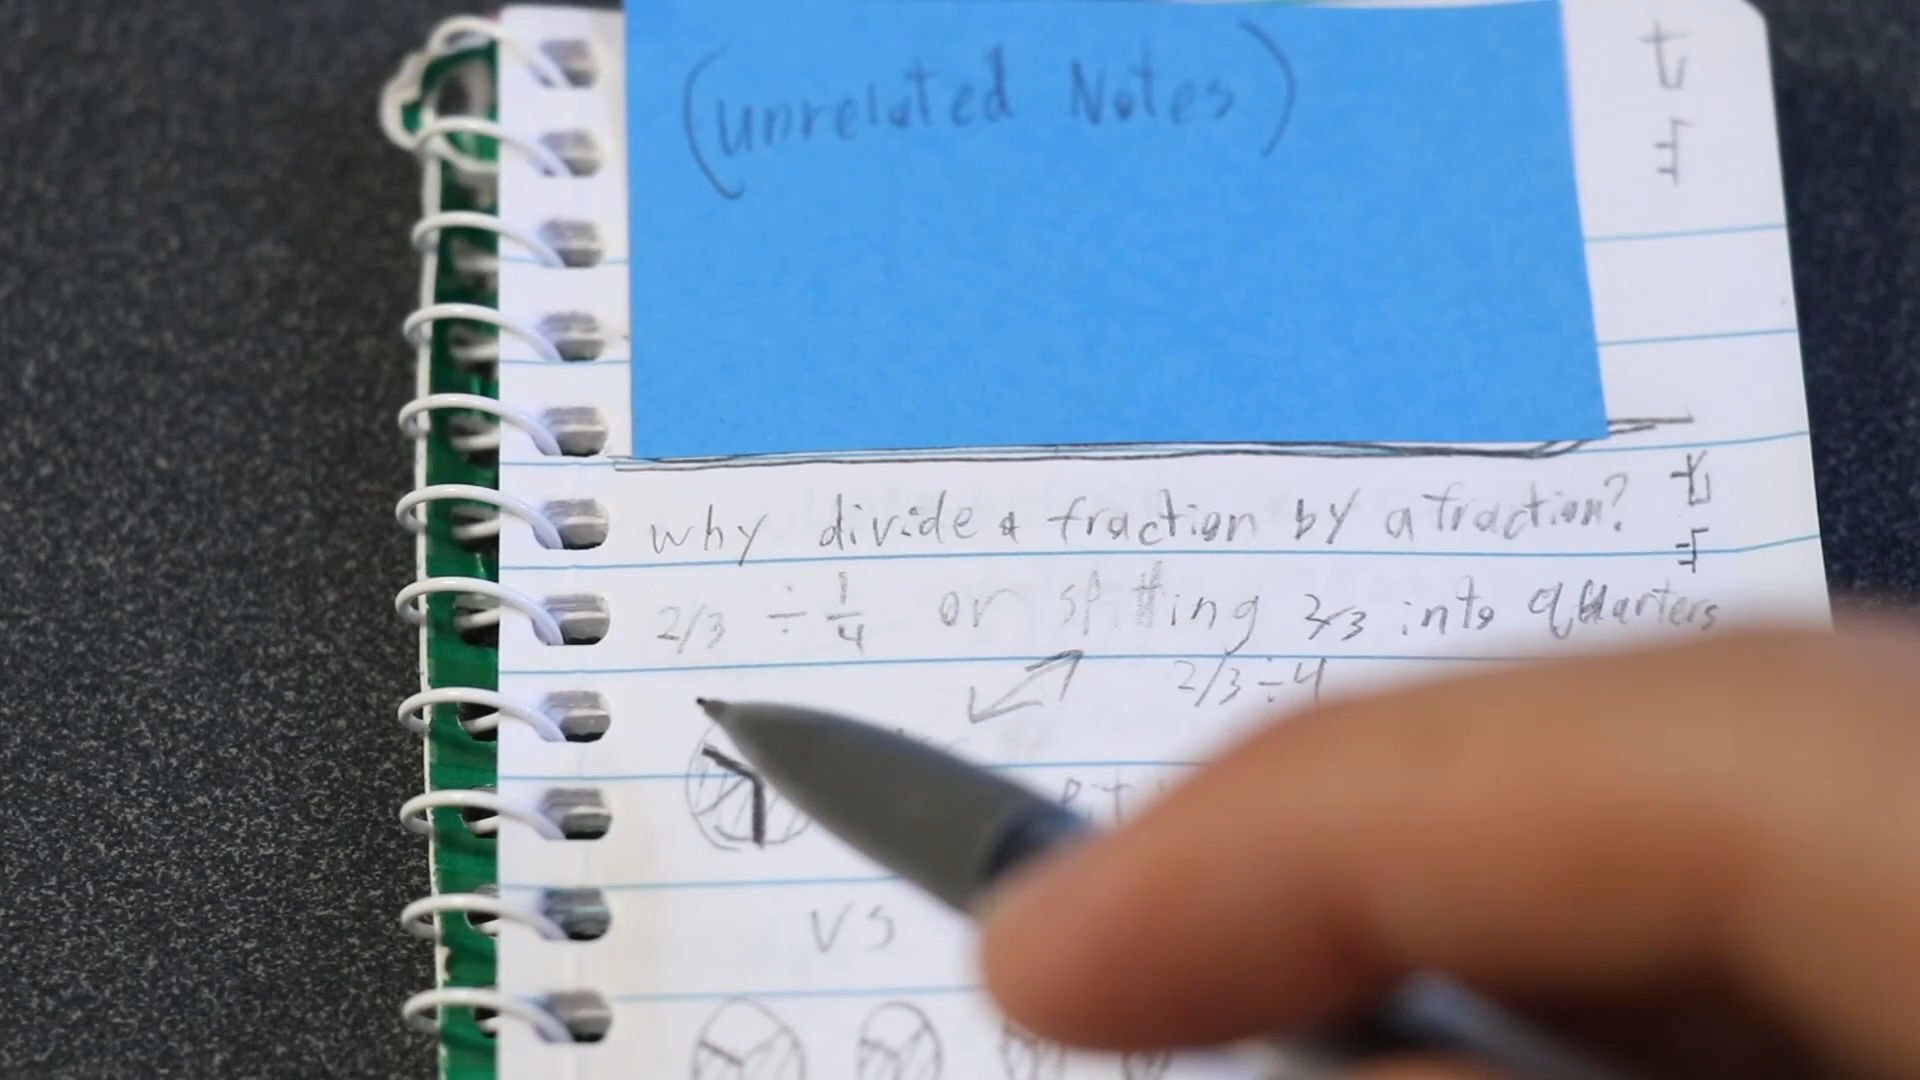 (unrelated Notes)
why divide a fraction by a fraction?
2/3 ÷ 1/4 or splitting 2/3 into quarters
2/3 ÷ 4
vs